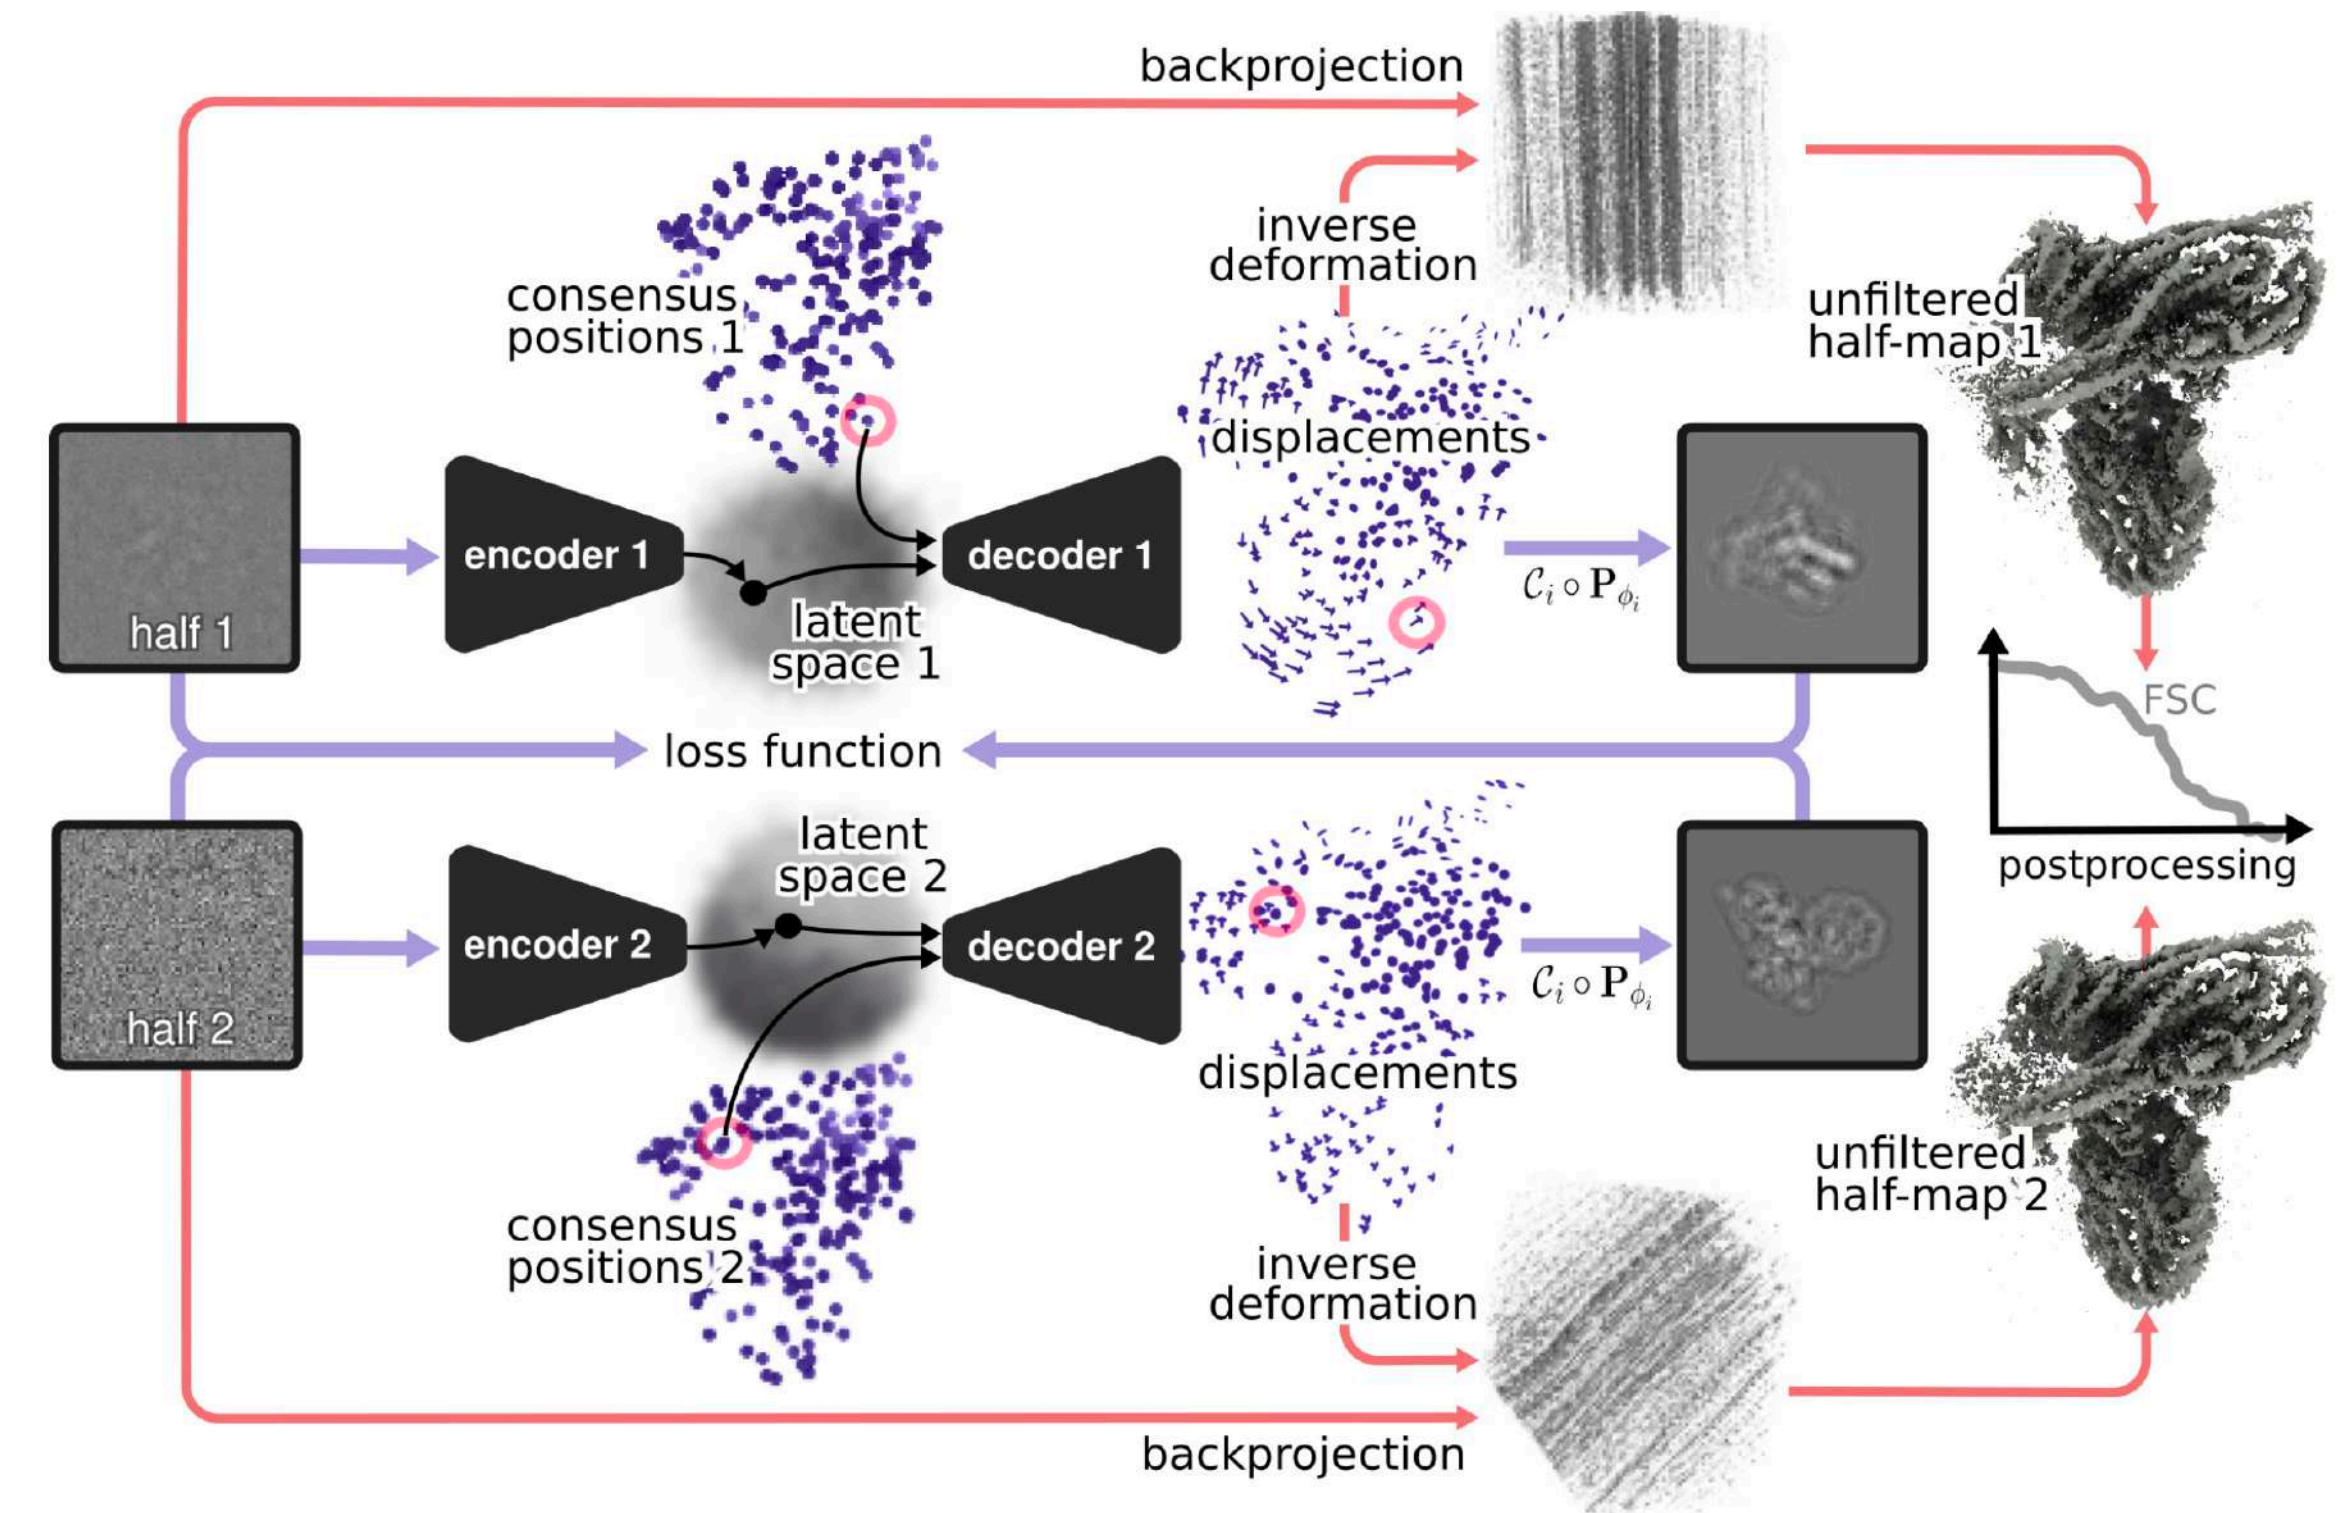 backprojection
inverse
deformation
consensus
positions 1
unfiltered
half-map 1
displacements
half 1
encoder 1
decoder 1
latent
space 1
𝒞ᵢ ∘ P_ϕᵢ
FSC
loss function
postprocessing
half 2
encoder 2
latent
space 2
decoder 2
𝒞ᵢ ∘ P_ϕᵢ
displacements
unfiltered
half-map 2
consensus
positions 2
inverse
deformation
backprojection